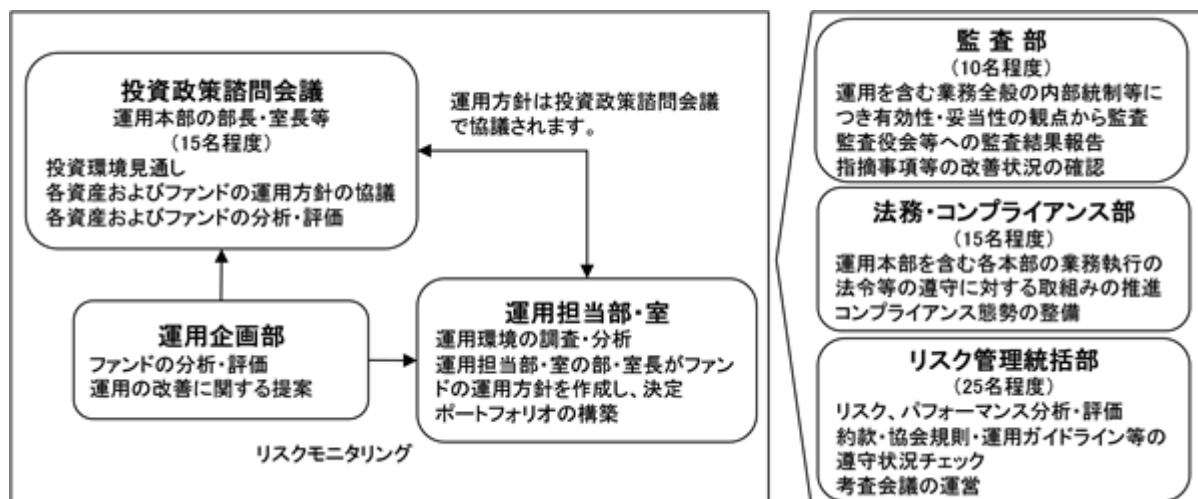 投資政策諮問会議
運用本部の部長・室長等
(15名程度)
投資環境見通し
各資産およびファンドの運用方針の協議
各資産およびファンドの分析・評価
運用方針は投資政策諮問会議
で協議されます。
運用企画部
ファンドの分析・評価
運用の改善に関する提案
運用担当部・室
運用環境の調査・分析
運用担当部・室の部・室長がファン
ドの運用方針を作成し、決定
ポートフォリオの構築
リスクモニタリング
監 査 部
(10名程度)
運用を含む業務全般の内部統制等に
つき有効性・妥当性の観点から監査
監査役会等への監査結果報告
指摘事項等の改善状況の確認
法務・コンプライアンス部
(15名程度)
運用本部を含む各本部の業務執行の
法令等の遵守に対する取組みの推進
コンプライアンス態勢の整備
リスク管理統括部
(25名程度)
リスク、パフォーマンス分析・評価
約款・協会規則・運用ガイドライン等の
遵守状況チェック
考査会議の運営